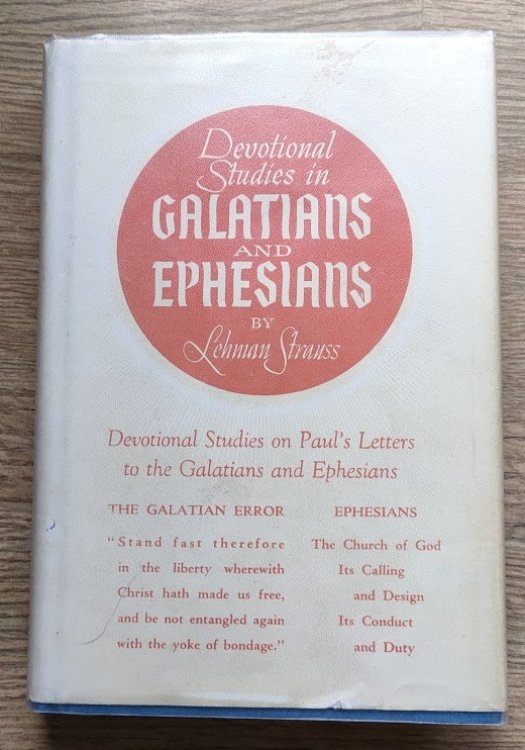 Devotional
Studies in
GALATIANS
AND
EPHESIANS
BY
Lehman Strauss
Devotional Studies on Paul's Letters
to the Galatians and Ephesians
THE GALATIAN ERROR
"Stand fast therefore
in the liberty wherewith
Christ hath made us free,
and be not entangled again
with the yoke of bondage."
EPHESIANS
The Church of God
Its Calling
and Design
Its Conduct
and Duty